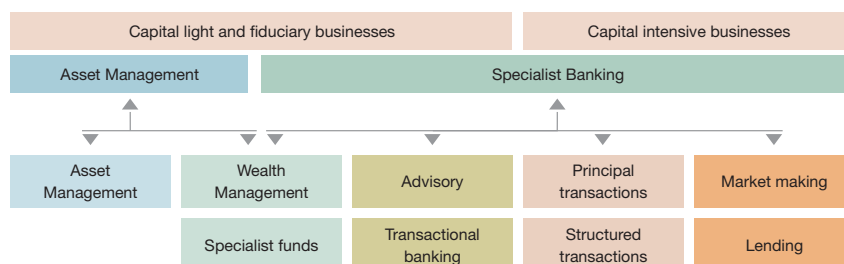 Capital light and fiduciary businesses
Capital intensive businesses
Asset Management
Specialist Banking
Asset
Management
Wealth
Management
Advisory
Principal
transactions
Market making
Specialist funds
Transactional
banking
Structured
transactions
Lending